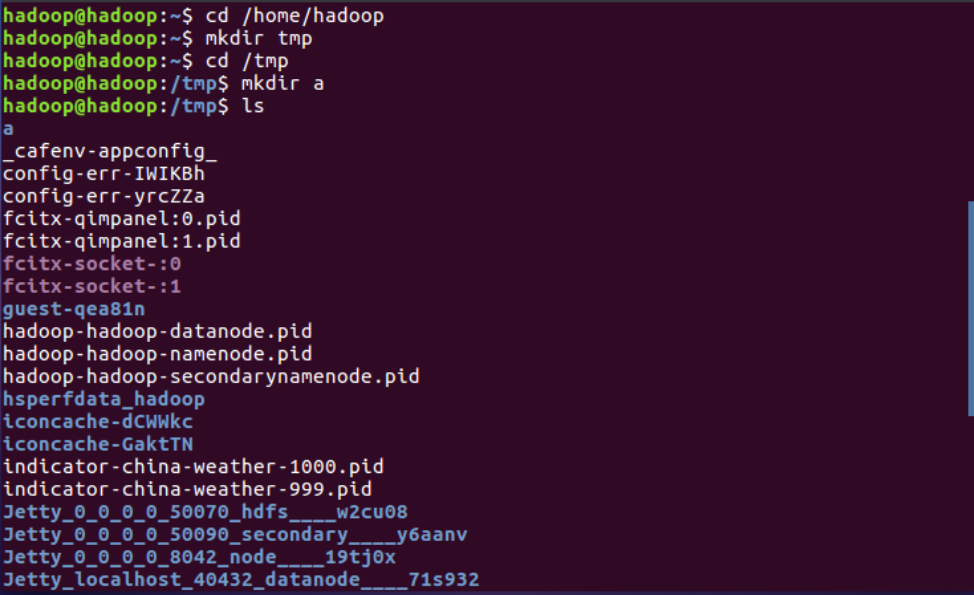 hadoop@hadoop:~$ cd /home/hadoop
hadoop@hadoop:~$ mkdir tmp
hadoop@hadoop:~$ cd /tmp
hadoop@hadoop:/tmp$ mkdir a
hadoop@hadoop:/tmp$ ls
a
_cafenv-appconfig_
config-err-IWIKBh
config-err-yrcZZa
fcitx-qimpanel:0.pid
fcitx-qimpanel:1.pid
fcitx-socket-:0
fcitx-socket-:1
guest-qea81n
hadoop-hadoop-datanode.pid
hadoop-hadoop-namenode.pid
hadoop-hadoop-secondarynamenode.pid
hsperfdata_hadoop
iconcache-dCWWkc
iconcache-GaktTN
indicator-china-weather-1000.pid
indicator-china-weather-999.pid
Jetty_0_0_0_0_50070_hdfs____w2cu08
Jetty_0_0_0_0_50090_secondary____y6aanv
Jetty_0_0_0_0_8042_node____19tj0x
Jetty_localhost_40432_datanode____71s932